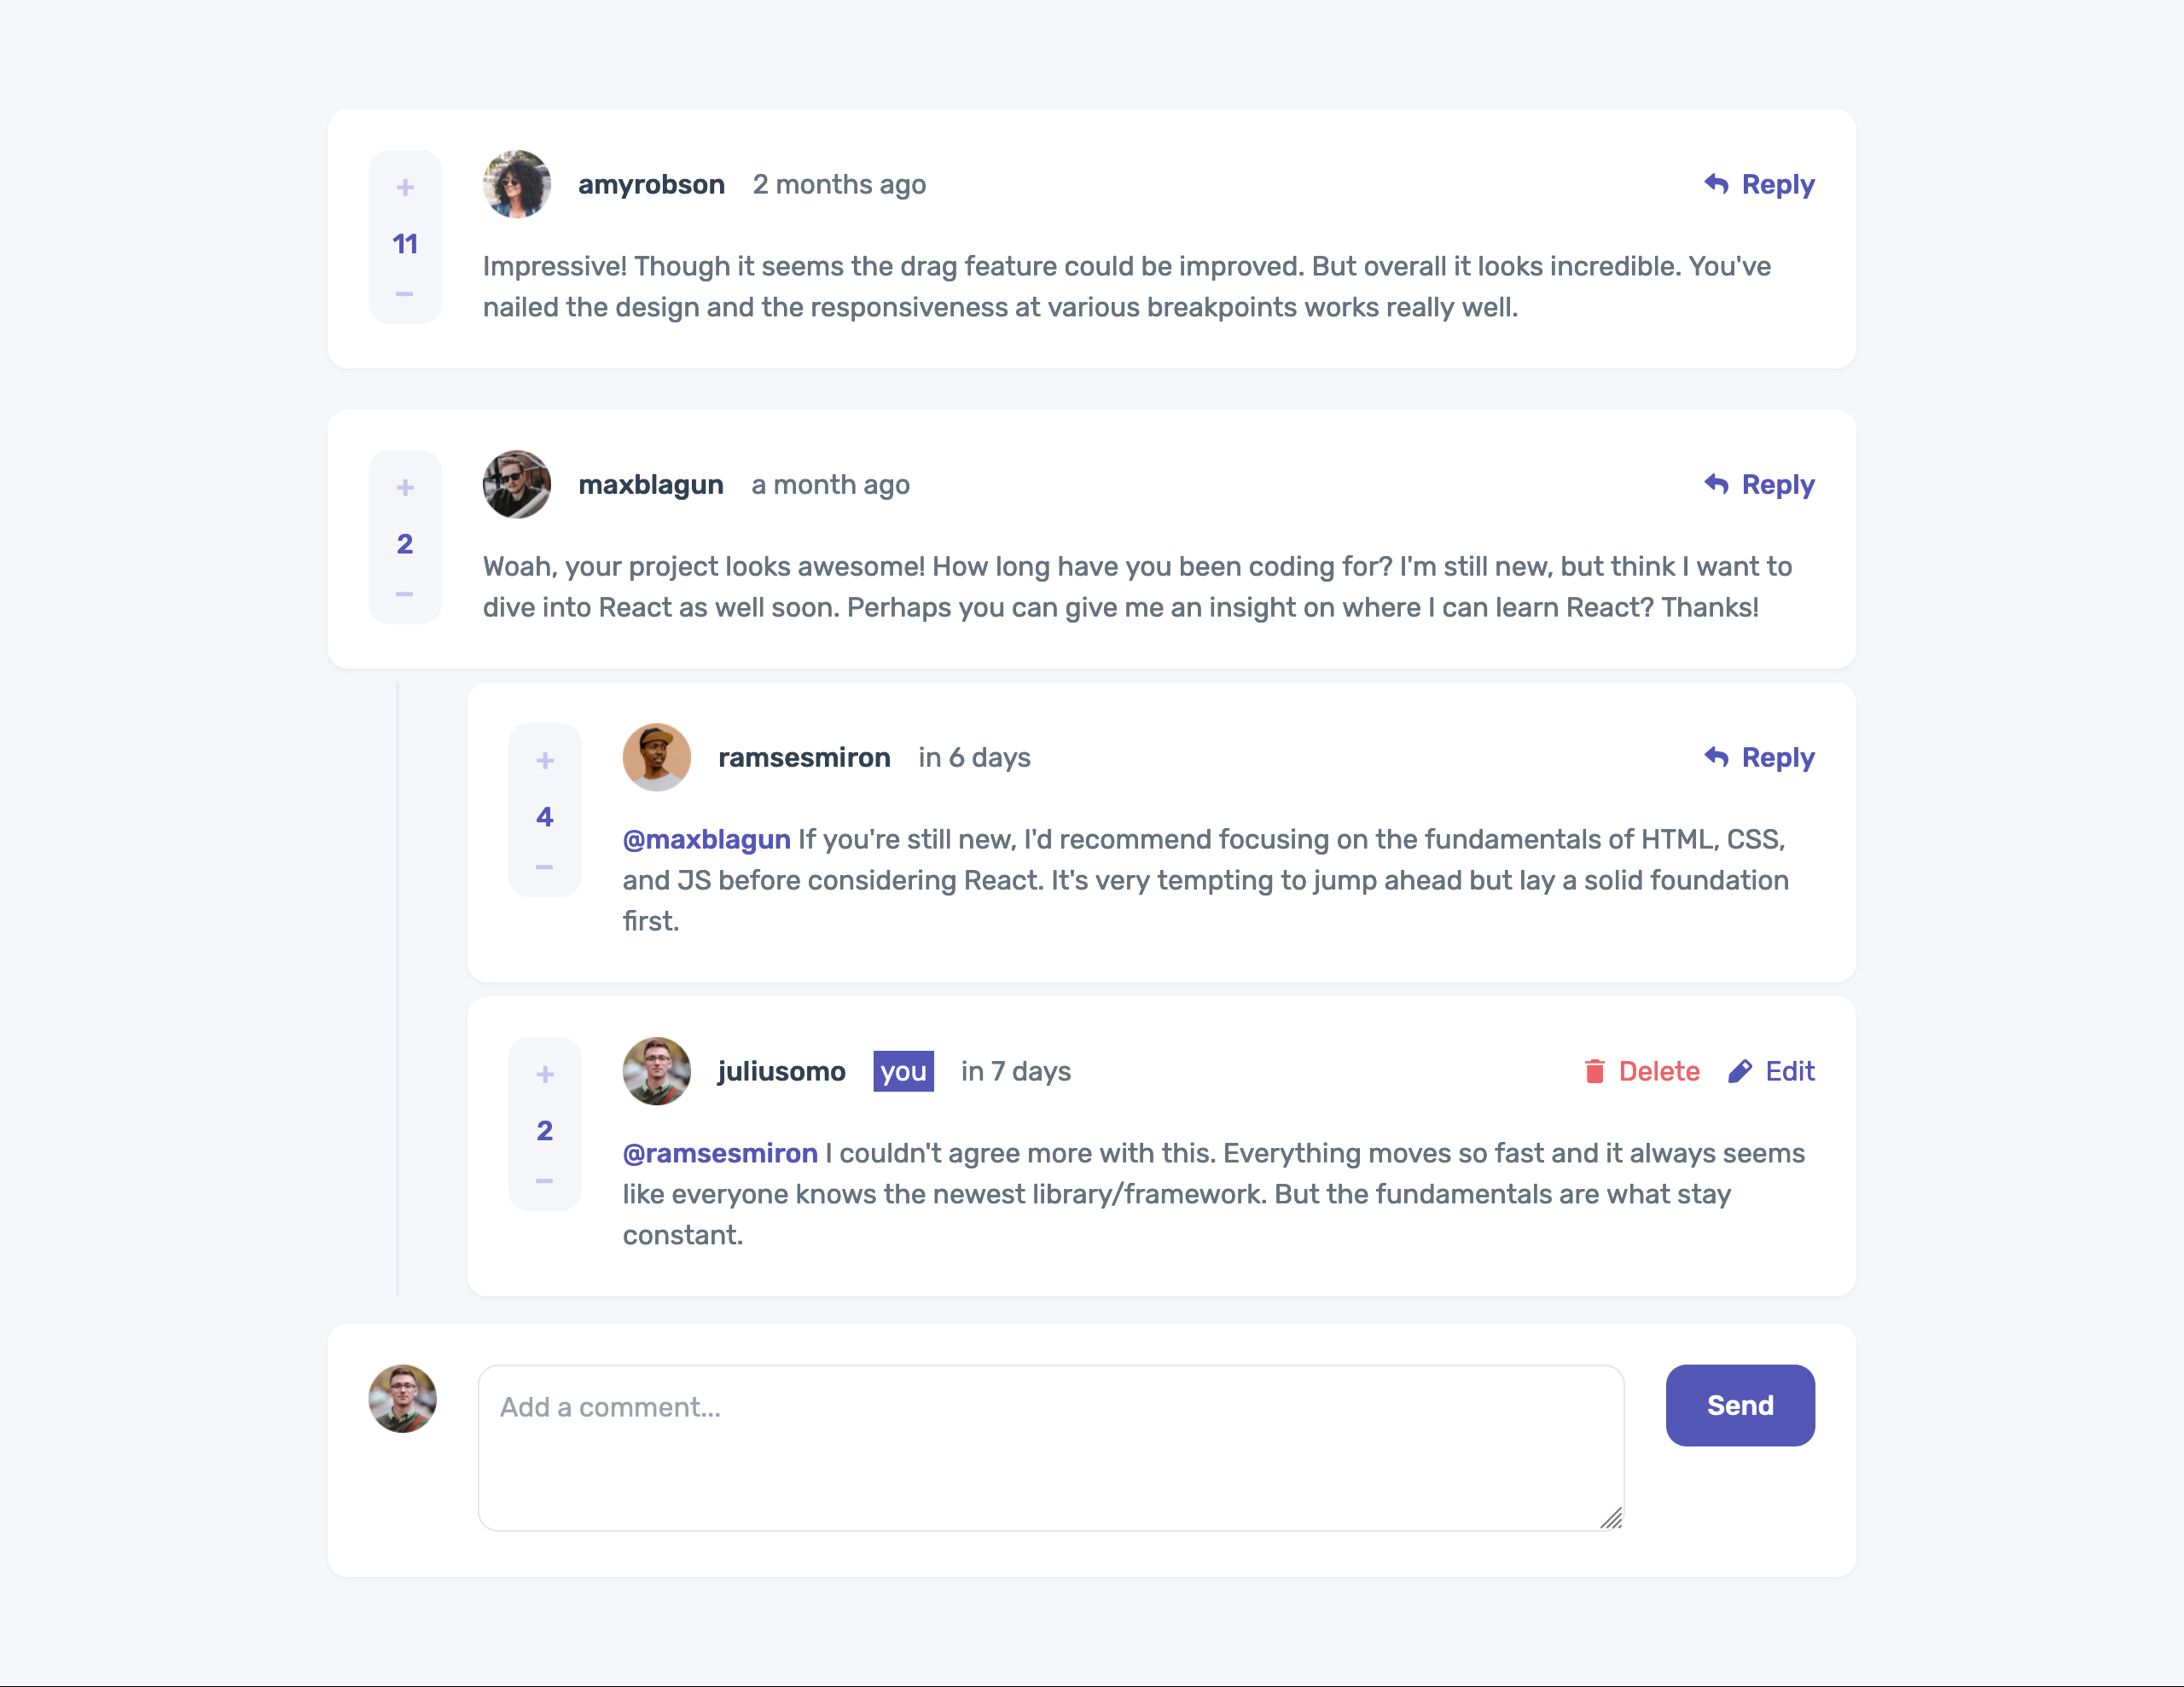 +
11
−
amyrobson 2 months ago Reply
Impressive! Though it seems the drag feature could be improved. But overall it looks incredible. You've
nailed the design and the responsiveness at various breakpoints works really well.
+
2
−
maxblagun a month ago Reply
Woah, your project looks awesome! How long have you been coding for? I'm still new, but think I want to
dive into React as well soon. Perhaps you can give me an insight on where I can learn React? Thanks!
+
4
−
ramsesmiron in 6 days Reply
@maxblagun If you're still new, I'd recommend focusing on the fundamentals of HTML, CSS,
and JS before considering React. It's very tempting to jump ahead but lay a solid foundation
first.
+
2
−
juliusomo you in 7 days Delete Edit
@ramsesmiron I couldn't agree more with this. Everything moves so fast and it always seems
like everyone knows the newest library/framework. But the fundamentals are what stay
constant.
Add a comment...
Send